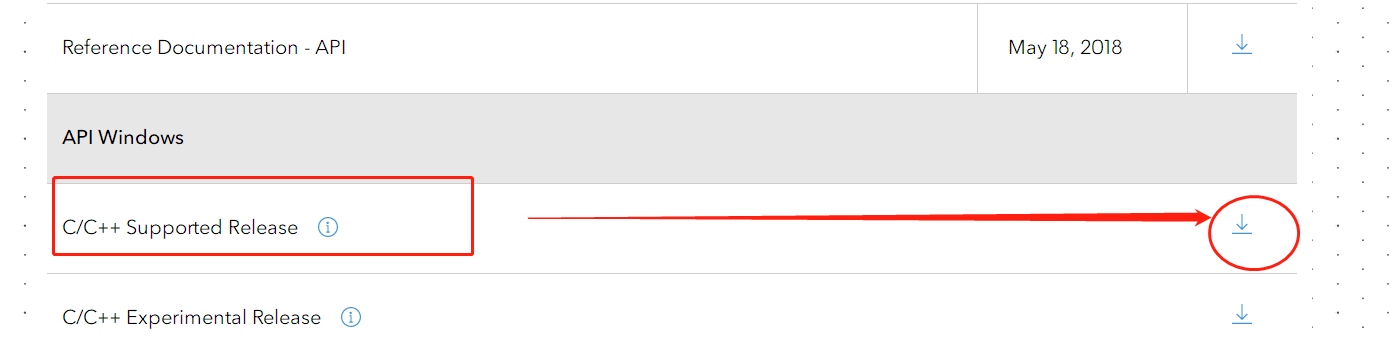 Reference Documentation - API May 18, 2018
API Windows
C/C++ Supported Release
C/C++ Experimental Release